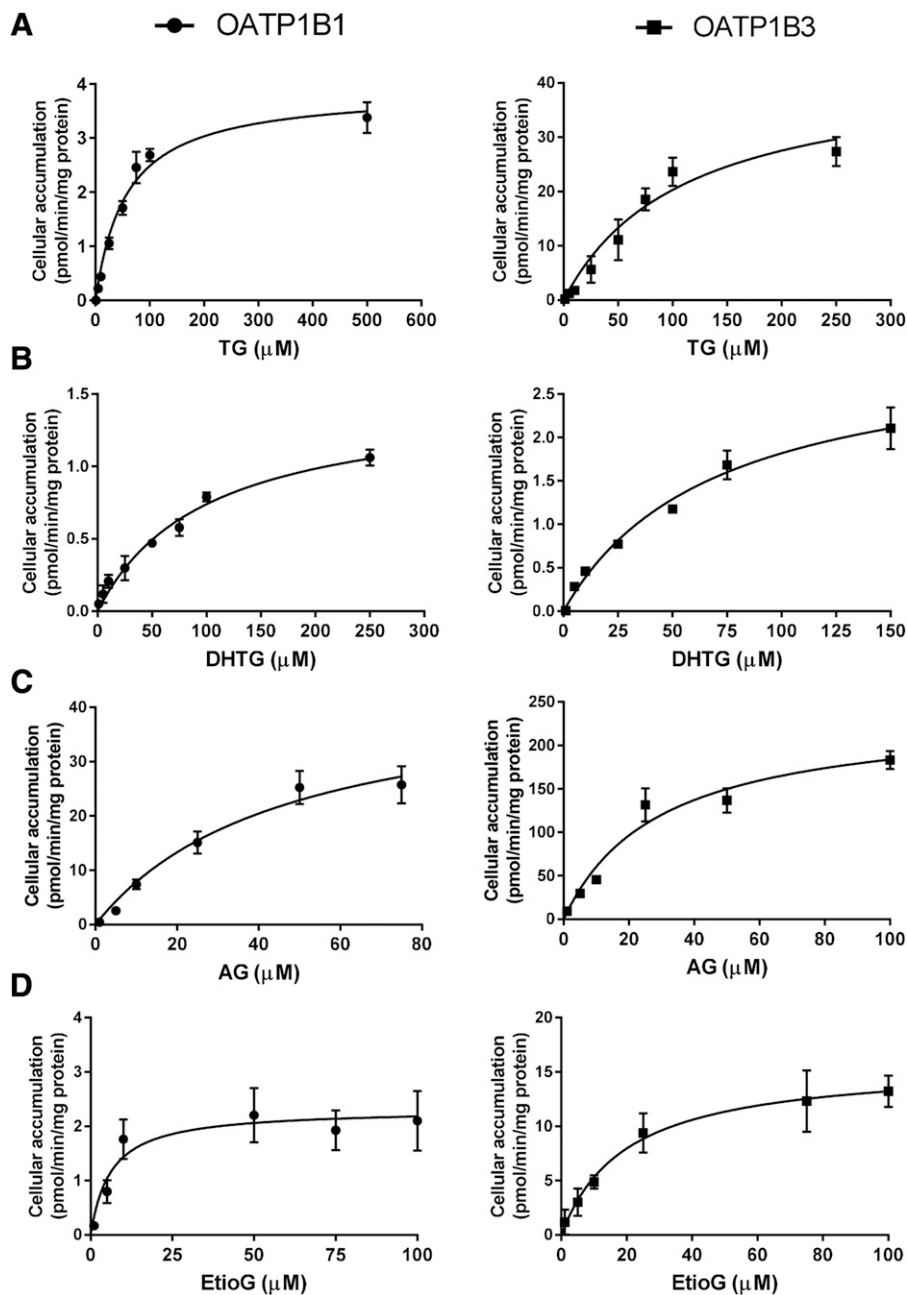 A
OATP1B1
OATP1B3
Cellular accumulation
(pmol/min/mg protein)
4
3
2
1
0
0 100 200 300 400 500 600
TG (μM)
Cellular accumulation
(pmol/min/mg protein)
40
30
20
10
0
0 50 100 150 200 250 300
TG (μM)
B
Cellular accumulation
(pmol/min/mg protein)
1.5
1.0
0.5
0.0
0 50 100 150 200 250 300
DHTG (μM)
Cellular accumulation
(pmol/min/mg protein)
2.5
2.0
1.5
1.0
0.5
0.0
0 25 50 75 100 125 150
DHTG (μM)
C
Cellular accumulation
(pmol/min/mg protein)
40
30
20
10
0
0 20 40 60 80
AG (μM)
Cellular accumulation
(pmol/min/mg protein)
250
200
150
100
50
0
0 20 40 60 80 100
AG (μM)
D
Cellular accumulation
(pmol/min/mg protein)
4
3
2
1
0
0 25 50 75 100
EtioG (μM)
Cellular accumulation
(pmol/min/mg protein)
20
15
10
5
0
0 20 40 60 80 100
EtioG (μM)